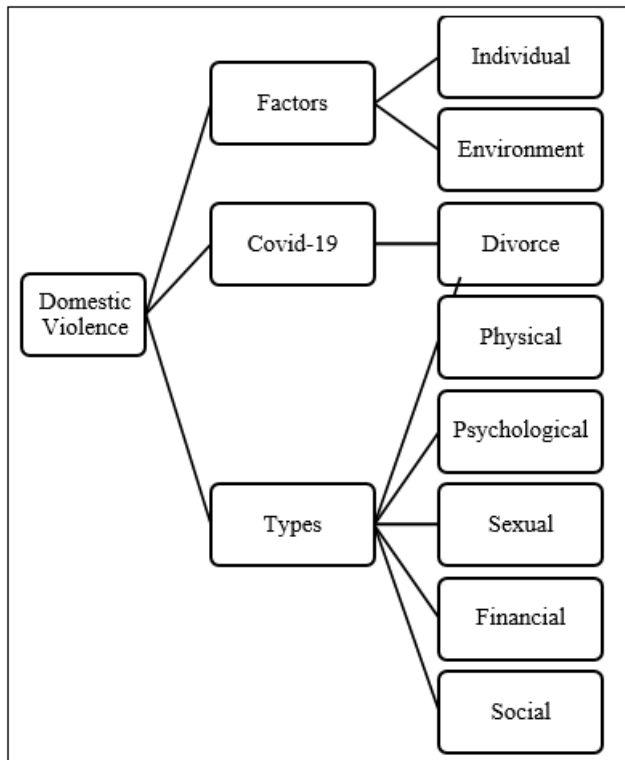 Individual
Factors
Environment
Covid-19
Divorce
Domestic
Violence
Physical
Psychological
Types
Sexual
Financial
Social